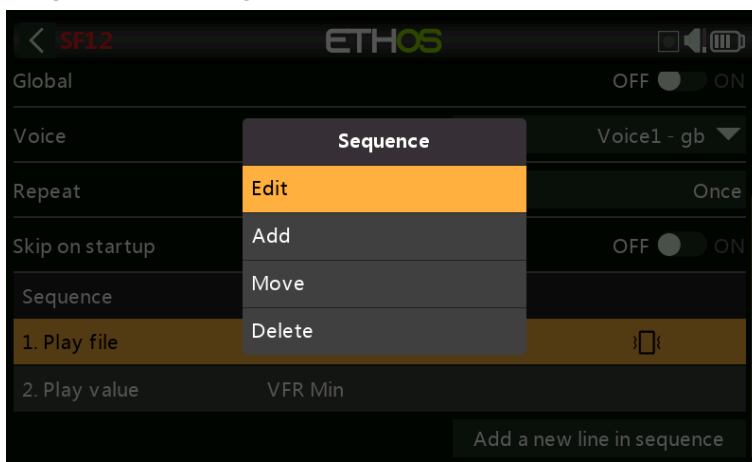 SF12 ETHOS
Global OFF ON
Voice Voice1 - gb
Sequence
Repeat Once
Edit
Skip on startup OFF ON
Add
Move
Sequence
Delete
1. Play file
2. Play value VFR Min
Add a new line in sequence